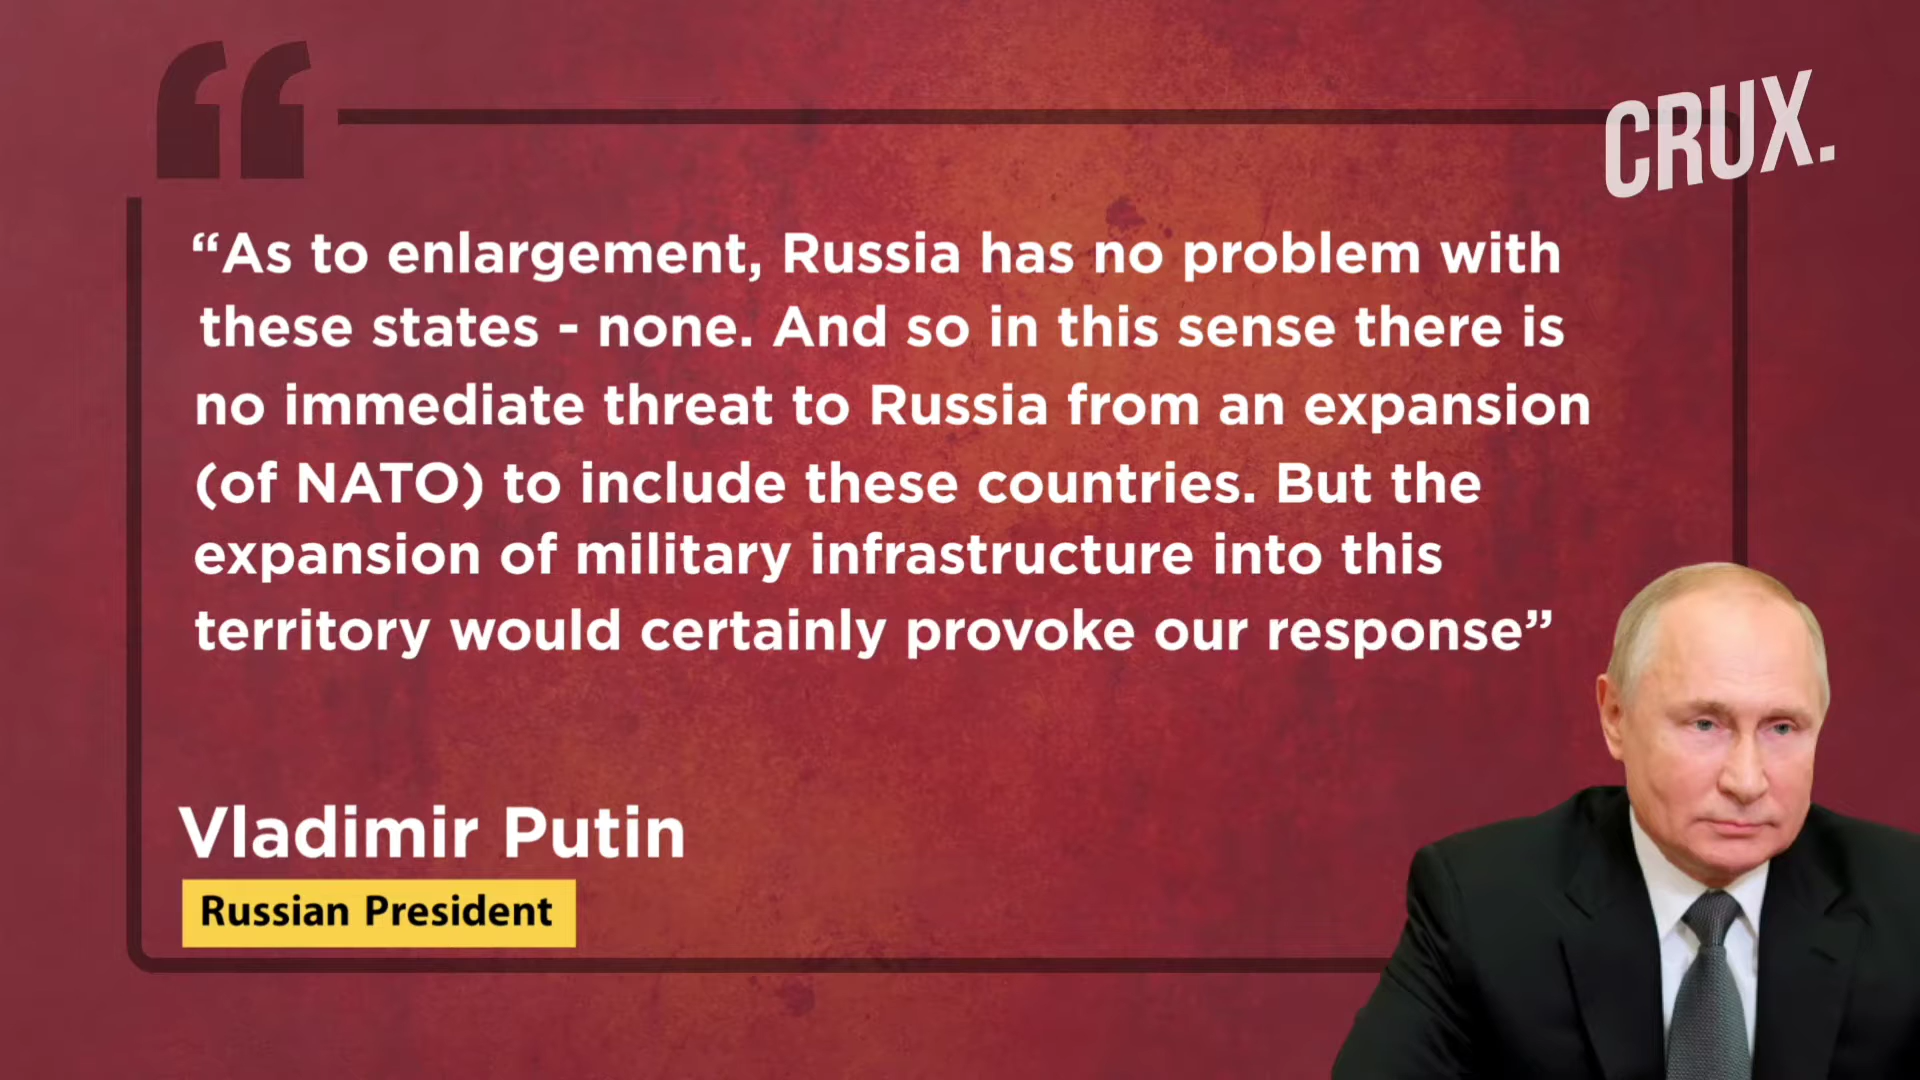 CRUX.
“As to enlargement, Russia has no problem with
these states - none. And so in this sense there is
no immediate threat to Russia from an expansion
(of NATO) to include these countries. But the
expansion of military infrastructure into this
territory would certainly provoke our response”
Vladimir Putin
Russian President